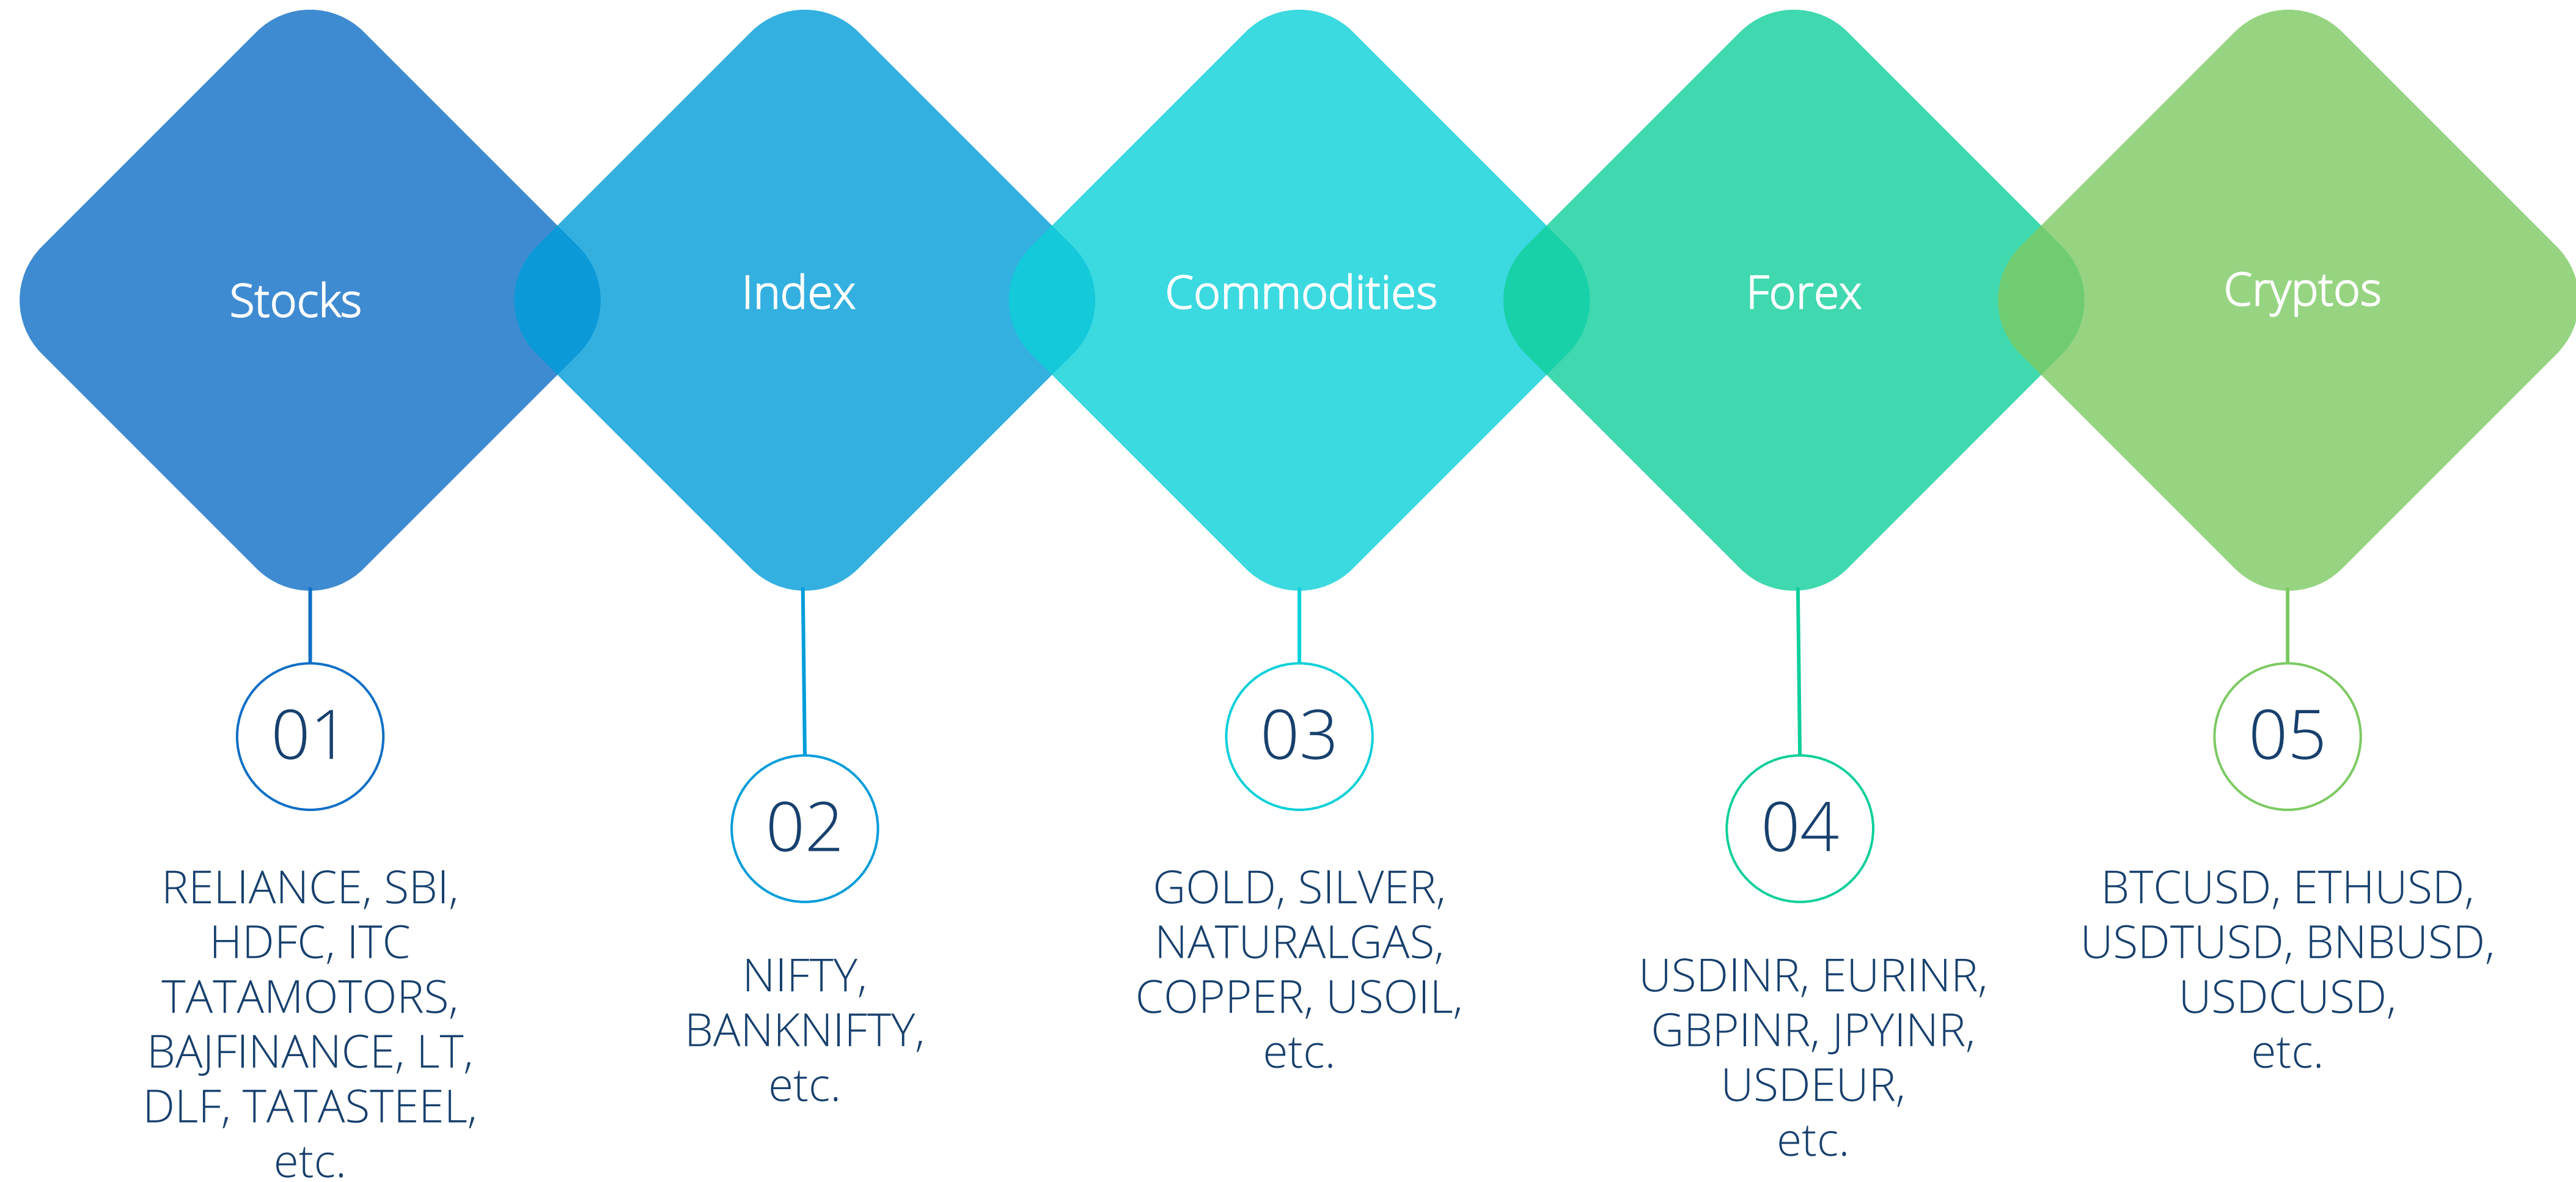 Stocks
Index
Commodities
Forex
Cryptos
01
RELIANCE, SBI,
HDFC, ITC
TATAMOTORS,
BAJFINANCE, LT,
DLF, TATASTEEL,
etc.
02
NIFTY,
BANKNIFTY,
etc.
03
GOLD, SILVER,
NATURALGAS,
COPPER, USOIL,
etc.
04
USDINR, EURINR,
GBPINR, JPYINR,
USDEUR,
etc.
05
BTCUSD, ETHUSD,
USDTUSD, BNBUSD,
USDCUSD,
etc.